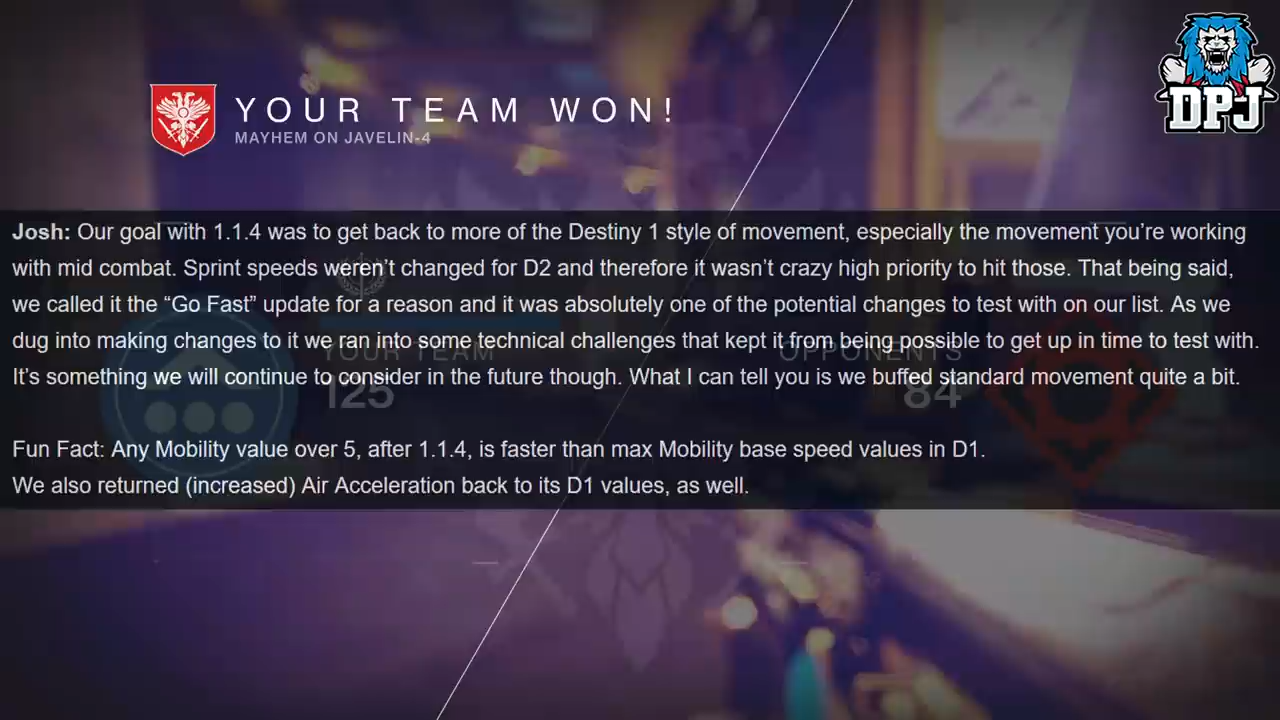 DPJ
YOUR TEAM WON!
MAYHEM ON JAVELIN-4
Josh: Our goal with 1.1.4 was to get back to more of the Destiny 1 style of movement, especially the movement you’re working
with mid combat. Sprint speeds weren’t changed for D2 and therefore it wasn’t crazy high priority to hit those. That being said,
we called it the “Go Fast” update for a reason and it was absolutely one of the potential changes to test with on our list. As we
dug into making changes to it we ran into some technical challenges that kept it from being possible to get up in time to test with.
YOUR TEAM
OPPONENTS
It’s something we will continue to consider in the future though. What I can tell you is we buffed standard movement quite a bit.
125
84
Fun Fact: Any Mobility value over 5, after 1.1.4, is faster than max Mobility base speed values in D1.
We also returned (increased) Air Acceleration back to its D1 values, as well.